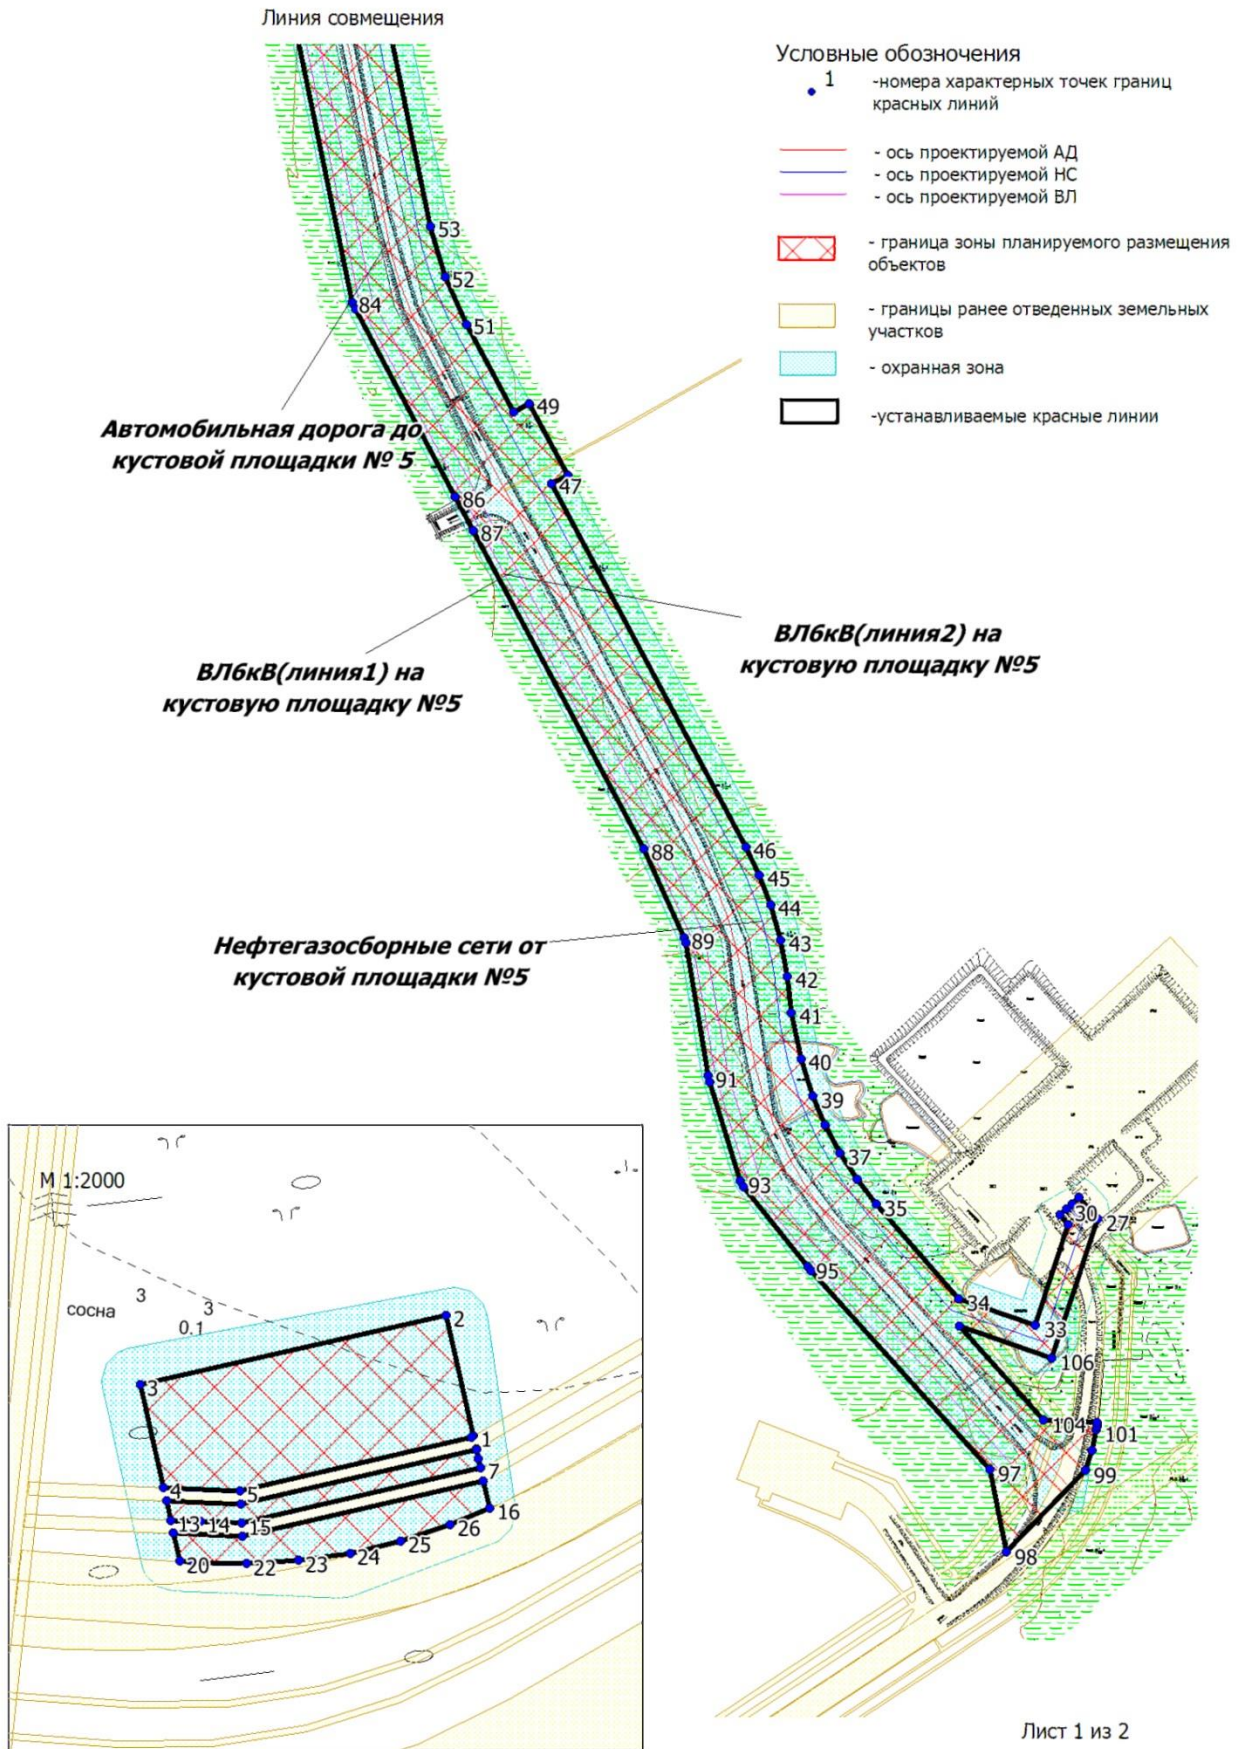 Линия совмещения
Условные обозночения
1
-номера характерных точек границ
красных линий
- ось проектируемой АД
- ось проектируемой НС
- ось проектируемой ВЛ
- граница зоны планируемого размещения
объектов
- границы ранее отведенных земельных
участков
- охранная зона
-устанавливаемые красные линии
53
52
84
51
49
Автомобильная дорога до
кустовой площадки № 5
47
86
87
ВЛ6кВ(линия2) на
кустовую площадку №5
ВЛ6кВ(линия1) на
кустовую площадку №5
46
88
45
44
43
89
Нефтегазосборные сети от
кустовой площадки №5
42
41
40
91
39
37
93
35
30
27
95
34
33
106
104
101
97
99
98
М 1:2000
сосна
3
3
0.1
2
3
1
7
4
5
16
13
14
15
26
25
24
23
22
20
Лист 1 из 2